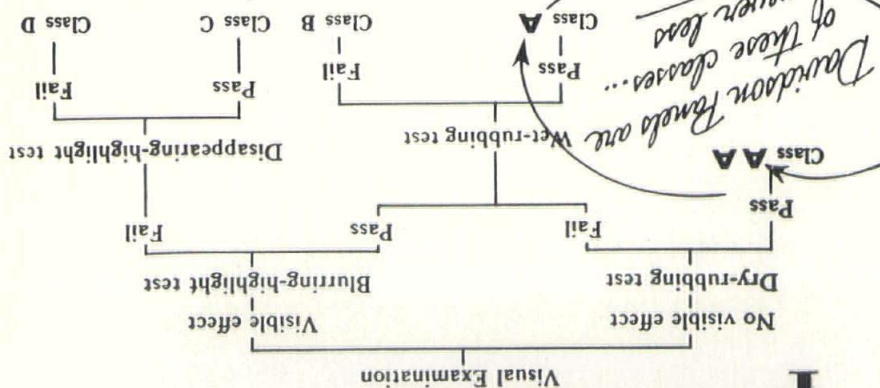 Visual Examination
No visible effect
Visible effect
Dry-rubbing test
Blurring-highlight test
Pass
Fail
Pass
Fail
Class AA
Wet-rubbing test
Disappearing-highlight test
Pass
Fail
Pass
Fail
Class A
Class B
Class C
Class D
Davidson Panels are
of these classes...
never less